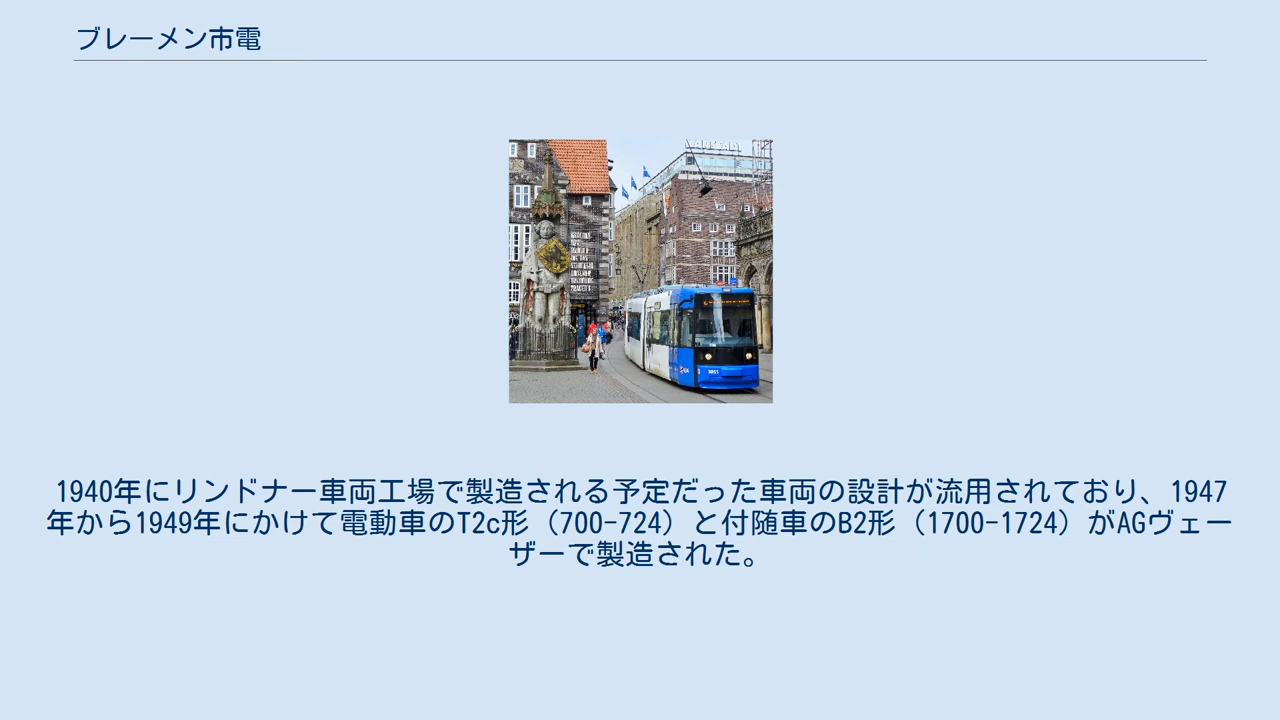 ブレーメン市電
1940年にリンドナー車両工場で製造される予定だった車両の設計が流用されており、1947
年から1949年にかけて電動車のT2c形（700-724）と付随車のB2形（1700-1724）がAGヴェー
ザーで製造された。